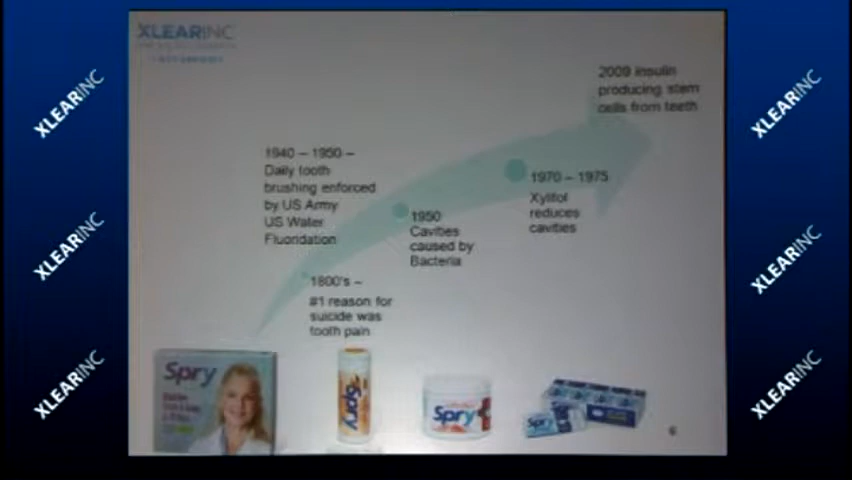 XLEARINC
2009 insulin
producing stem
cells from teeth
1940 – 1950 –
Daily tooth
brushing enforced
by US Army
US Water
Fluoridation
1970 – 1975
Xylitol
reduces
cavities
1950
Cavities
caused by
Bacteria
1800's –
#1 reason for
suicide was
tooth pain
Spry
Spry
Spry
Spry
6
XLEARINC
XLEARINC
XLEARINC
XLEARINC
XLEARINC
XLEARINC